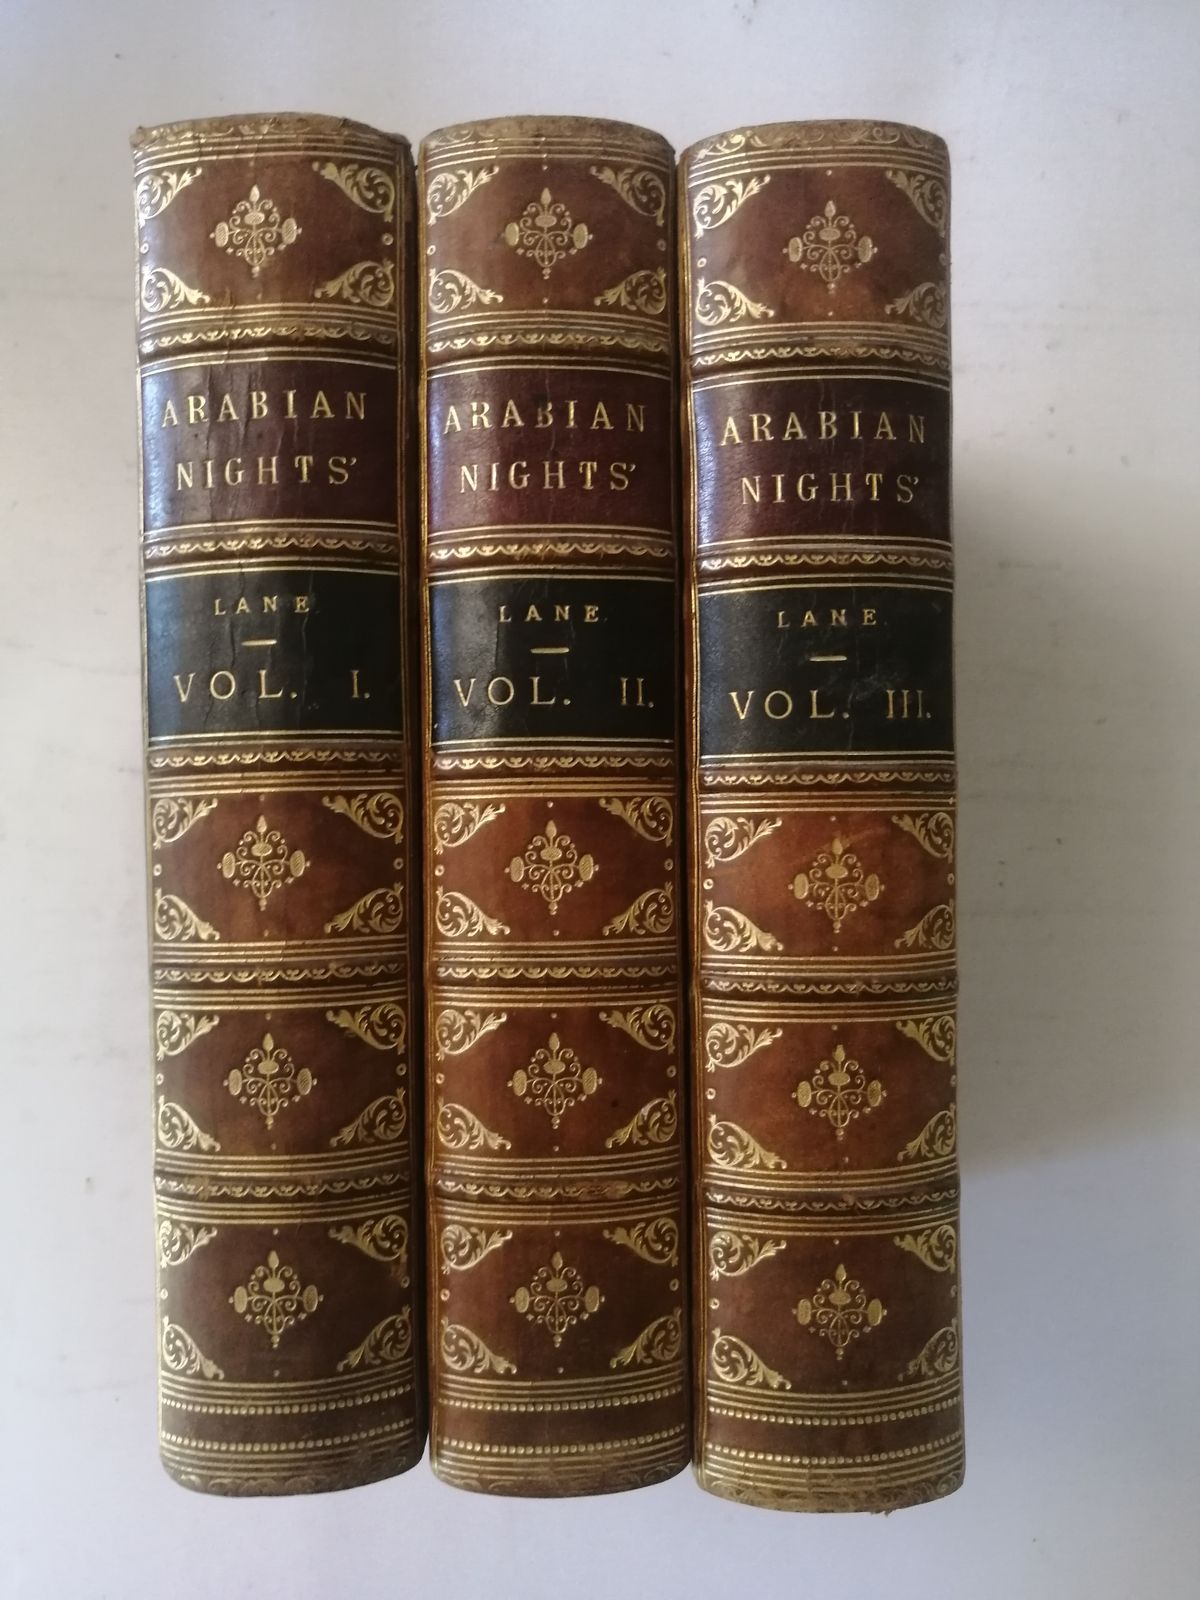 ARABIAN
NIGHTS'
LANE.
VOL. I.
ARABIAN
NIGHTS'
LANE.
VOL. II.
ARABIAN
NIGHTS'
LANE.
VOL. III.